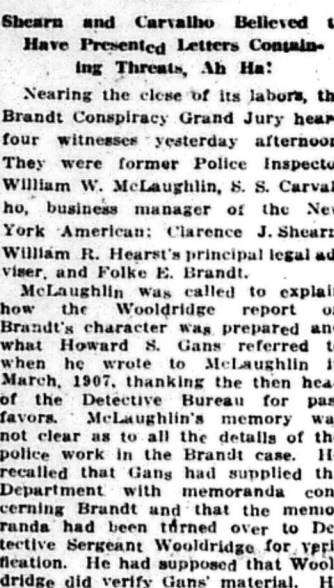 Shearn and Carvalho Believed t
Have Presented Letters Contain-
ing Threats, Ah Ha!
Nearing the close of its labors, th
Brandt Conspiracy Grand Jury hear
four witnesses yesterday afternoon
They were former Police Inspecto
William W. McLaughlin, S. S. Carval
ho, business manager of the Ne
York American; Clarence J. Shearn
William R. Hearst's principal legal ad
viser, and Folke E. Brandt.
McLaughlin was called to explai
how the Wooldridge report o
Brandt's character was prepared an
what Howard S. Gans referred t
when he wrote to McLaughlin i
March, 1907, thanking the then hea
of the Detective Bureau for pas
favors. McLaughlin's memory wa
not clear as to all the details of th
police work in the Brandt case. H
recalled that Gans had supplied th
Department with memoranda con
cerning Brandt and that the memo
randa had been turned over to De
tective Sergeant Wooldridge for veri
fication. He had supposed that Wool
dridge did verify Gans' material.